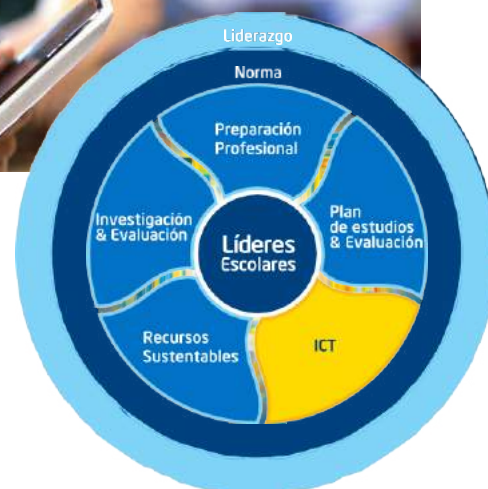 Liderazgo
Norma
Preparación
Profesional
Investigación
& Evaluación
Plan
de estudios
& Evaluación
Líderes
Escolares
Recursos
Sustentables
ICT